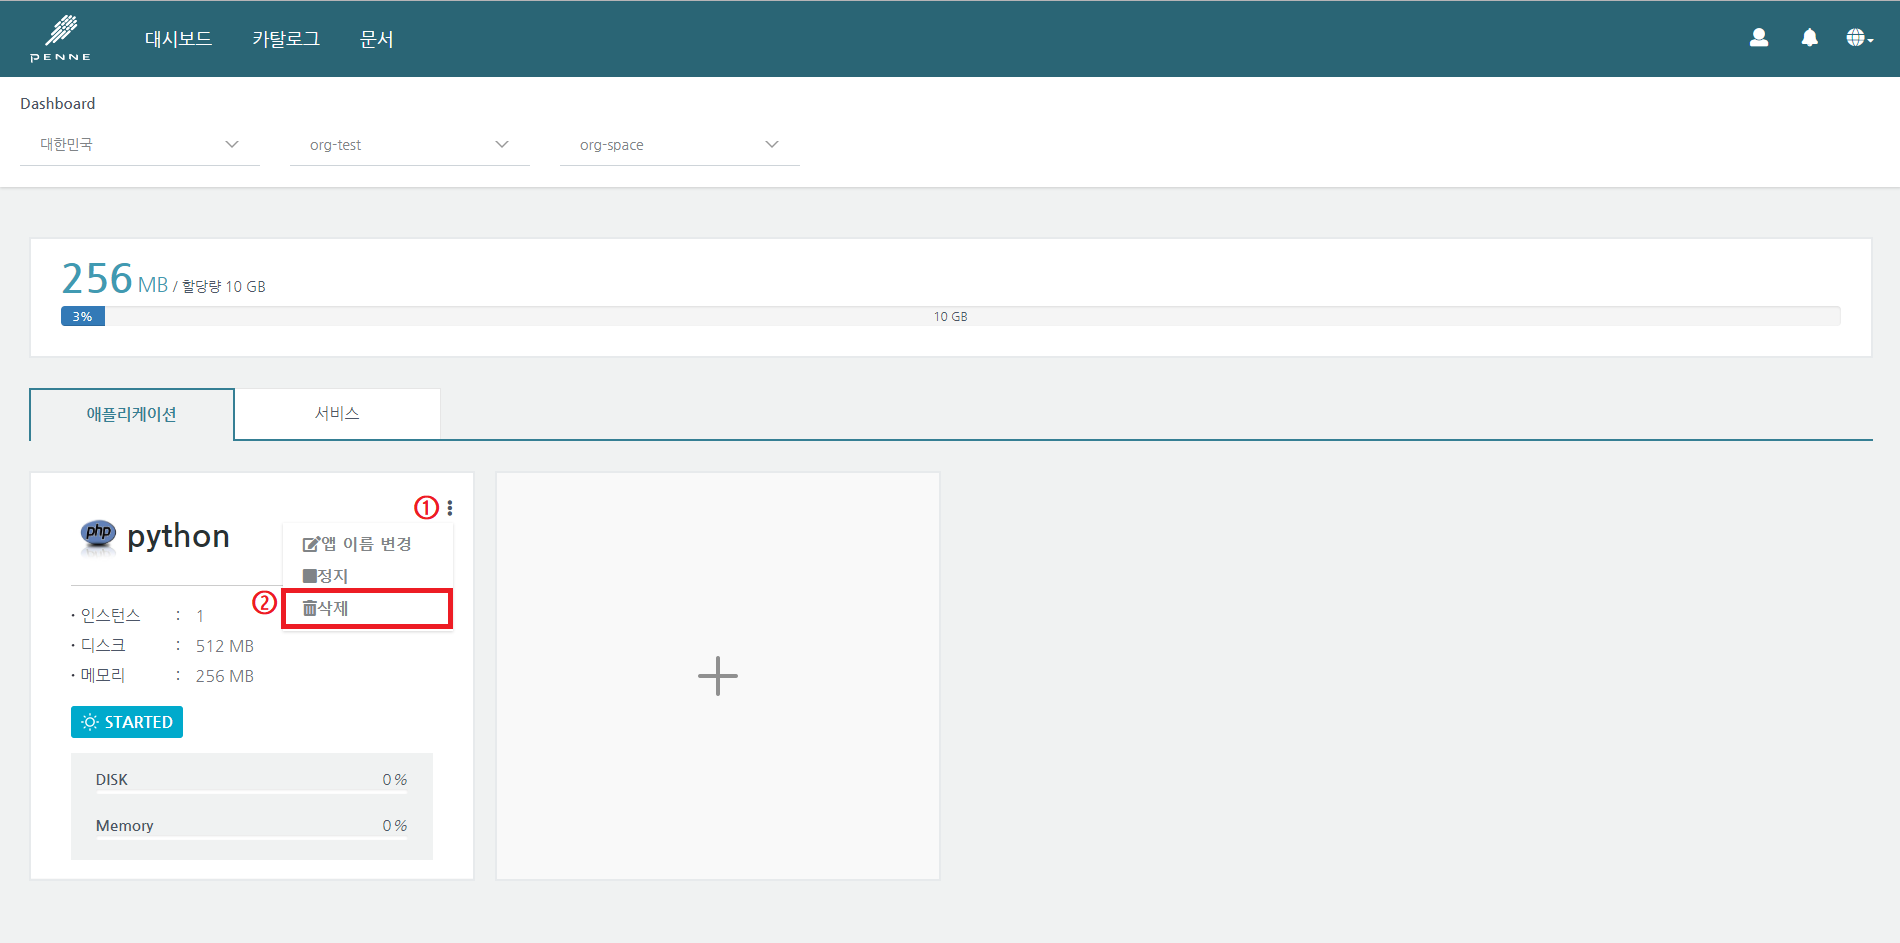 PENNE
대시보드 카탈로그 문서
Dashboard
대한민국 org-test org-space
256 MB / 할당량 10 GB
3% 10 GB
애플리케이션 서비스
①
php python
앱 이름 변경
정지
② 삭제
· 인스턴스 : 1
· 디스크 : 512 MB
· 메모리 : 256 MB
STARTED
DISK 0 %
Memory 0 %